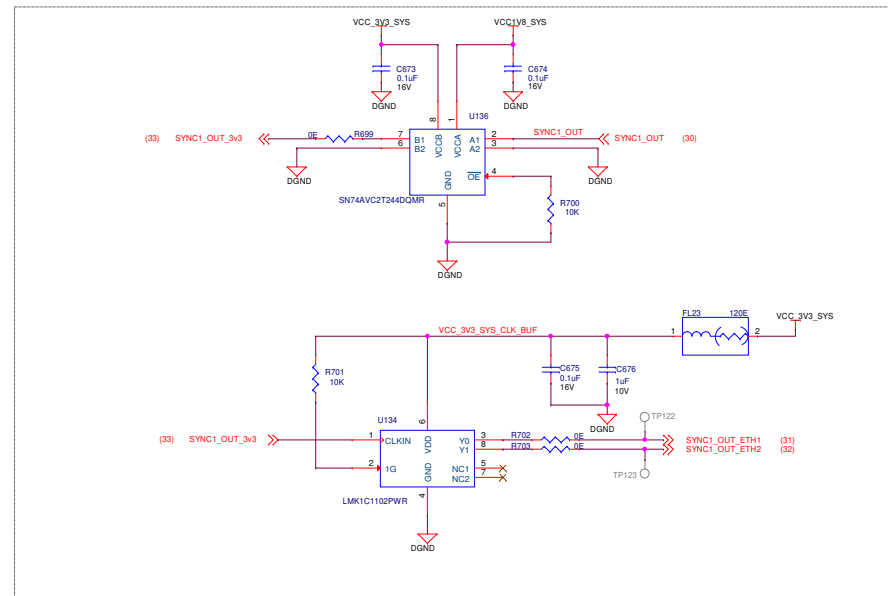 VCC_3V3_SYS
VCC1V8_SYS
C673
0.1uF
16V
DGND
C674
0.1uF
16V
DGND
8
1
U136
(33) SYNC1_OUT_3v3
0E
R699
7 B1
6 B2
VCCB
VCCA
A1 2
A2 3
SYNC1_OUT
SYNC1_OUT (30)
DGND
DGND
GND
OE 4
SN74AVC2T244DQMR
5
R700
10K
DGND
FL23
120E
VCC_3V3_SYS
VCC_3V3_SYS_CLK_BUF
1
2
R701
10K
C675
0.1uF
16V
C676
1uF
10V
DGND
U134
6
TP122
(33) SYNC1_OUT_3v3
1 CLKIN
VDD
Y0 3
R702
0E
SYNC1_OUT_ETH1 (31)
Y1 8
R703
0E
SYNC1_OUT_ETH2 (32)
2 1G
GND
NC1 5
NC2 7
TP123
4
LMK1C1102PWR
DGND